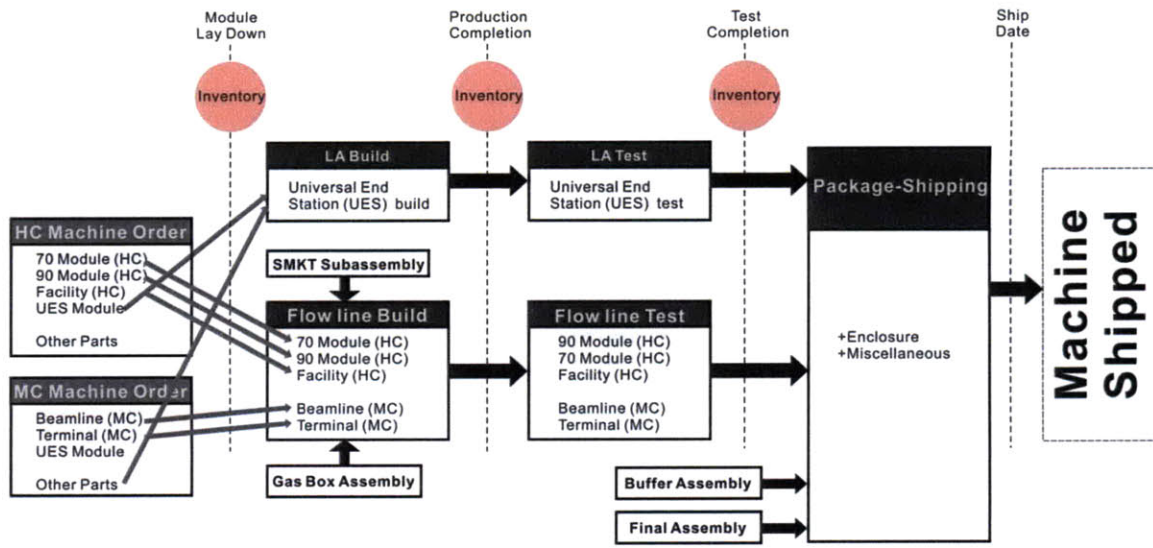 Module
Lay Down
Production
Completion
Test
Completion
Ship
Date
Inventory
Inventory
Inventory
LA Build
Universal End
Station (UES) build
LA Test
Universal End
Station (UES) test
Package-Shipping
+Enclosure
+Miscellaneous
HC Machine Order
70 Module (HC)
90 Module (HC)
Facility (HC)
UES Module
Other Parts
SMKT Subassembly
Flow line Build
70 Module (HC)
90 Module (HC)
Facility (HC)
Beamline (MC)
Terminal (MC)
Flow line Test
90 Module (HC)
70 Module (HC)
Facility (HC)
Beamline (MC)
Terminal (MC)
MC Machine Order
Beamline (MC)
Terminal (MC)
UES Module
Other Parts
Gas Box Assembly
Buffer Assembly
Final Assembly
Machine
Shipped